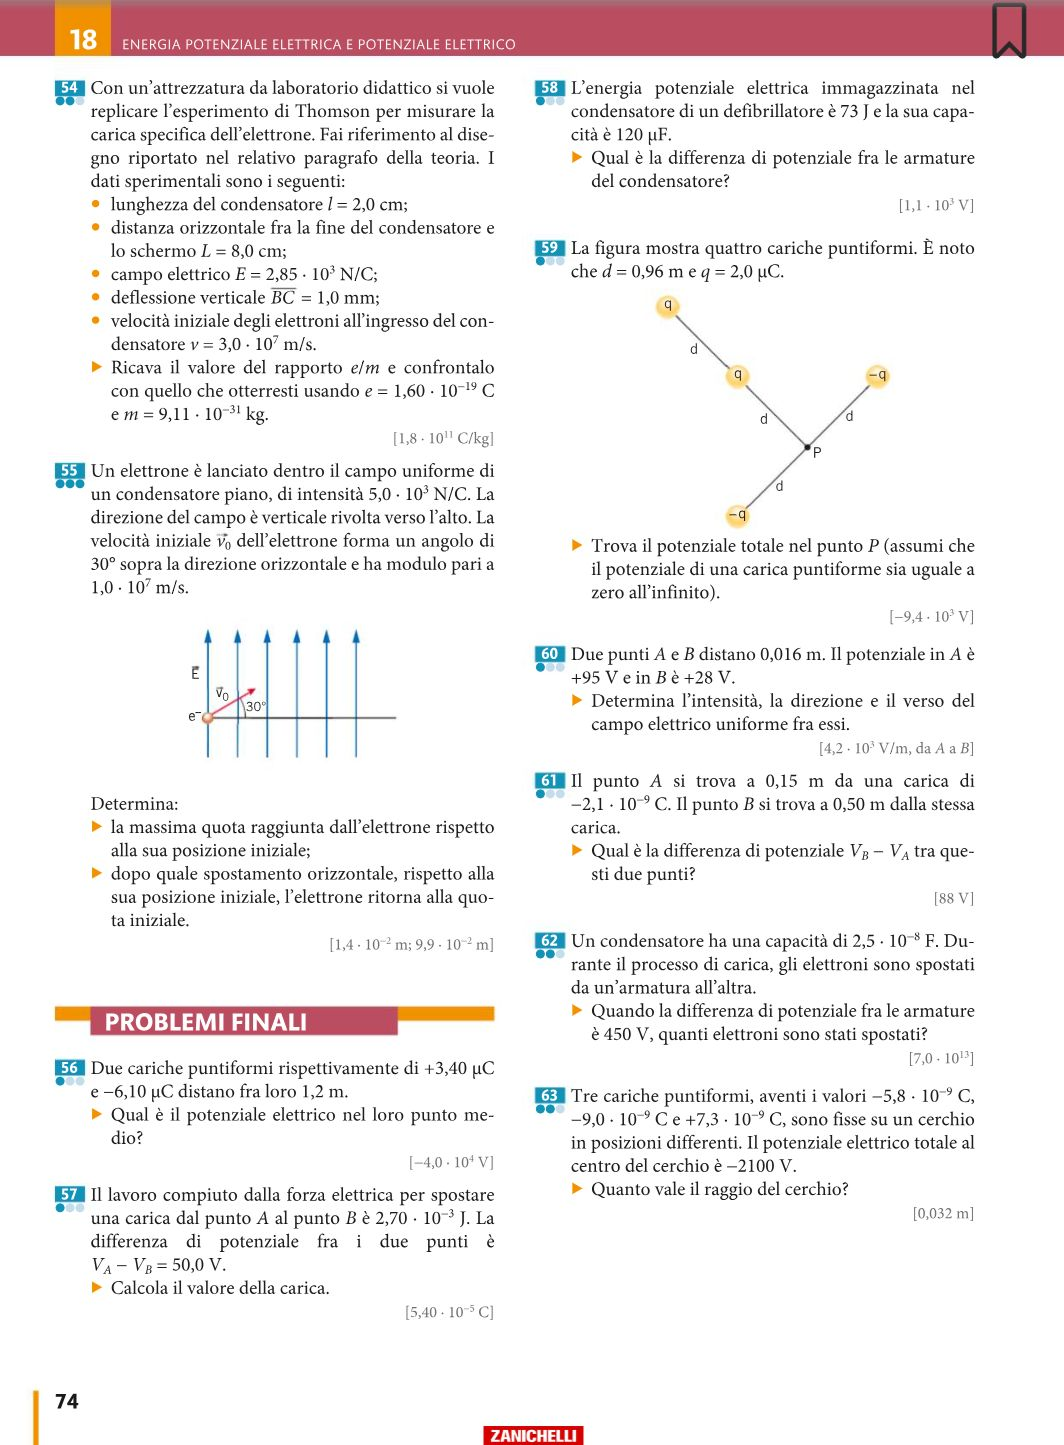 18
ENERGIA POTENZIALE ELETTRICA E POTENZIALE ELETTRICO
54 Con un'attrezzatura da laboratorio didattico si vuole
replicare l'esperimento di Thomson per misurare la
carica specifica dell'elettrone. Fai riferimento al dise-
gno riportato nel relativo paragrafo della teoria. I
dati sperimentali sono i seguenti:
• lunghezza del condensatore l = 2,0 cm;
• distanza orizzontale fra la fine del condensatore e
lo schermo L = 8,0 cm;
• campo elettrico E = 2,85 · 10³ N/C;
• deflessione verticale B̅C̅ = 1,0 mm;
• velocità iniziale degli elettroni all'ingresso del con-
densatore v = 3,0 · 10⁷ m/s.
▶ Ricava il valore del rapporto e/m e confrontalo
con quello che otterresti usando e = 1,60 · 10⁻¹⁹ C
e m = 9,11 · 10⁻³¹ kg.
[1,8 · 10¹¹ C/kg]
55 Un elettrone è lanciato dentro il campo uniforme di
un condensatore piano, di intensità 5,0 · 10³ N/C. La
direzione del campo è verticale rivolta verso l'alto. La
velocità iniziale v⃗₀ dell'elettrone forma un angolo di
30° sopra la direzione orizzontale e ha modulo pari a
1,0 · 10⁷ m/s.
E⃗
v⃗₀
30°
e⁻
Determina:
▶ la massima quota raggiunta dall'elettrone rispetto
alla sua posizione iniziale;
▶ dopo quale spostamento orizzontale, rispetto alla
sua posizione iniziale, l'elettrone ritorna alla quo-
ta iniziale.
[1,4 · 10⁻² m; 9,9 · 10⁻² m]
PROBLEMI FINALI
56 Due cariche puntiformi rispettivamente di +3,40 μC
e −6,10 μC distano fra loro 1,2 m.
▶ Qual è il potenziale elettrico nel loro punto me-
dio?
[−4,0 · 10⁴ V]
57 Il lavoro compiuto dalla forza elettrica per spostare
una carica dal punto A al punto B è 2,70 · 10⁻³ J. La
differenza di potenziale fra i due punti è
V_A − V_B = 50,0 V.
▶ Calcola il valore della carica.
[5,40 · 10⁻⁵ C]
58 L'energia potenziale elettrica immagazzinata nel
condensatore di un defibrillatore è 73 J e la sua capa-
cità è 120 μF.
▶ Qual è la differenza di potenziale fra le armature
del condensatore?
[1,1 · 10³ V]
59 La figura mostra quattro cariche puntiformi. È noto
che d = 0,96 m e q = 2,0 μC.
q
d
q
−q
d
d
P
d
−q
▶ Trova il potenziale totale nel punto P (assumi che
il potenziale di una carica puntiforme sia uguale a
zero all'infinito).
[−9,4 · 10³ V]
60 Due punti A e B distano 0,016 m. Il potenziale in A è
+95 V e in B è +28 V.
▶ Determina l'intensità, la direzione e il verso del
campo elettrico uniforme fra essi.
[4,2 · 10³ V/m, da A a B]
61 Il punto A si trova a 0,15 m da una carica di
−2,1 · 10⁻⁹ C. Il punto B si trova a 0,50 m dalla stessa
carica.
▶ Qual è la differenza di potenziale V_B − V_A tra que-
sti due punti?
[88 V]
62 Un condensatore ha una capacità di 2,5 · 10⁻⁸ F. Du-
rante il processo di carica, gli elettroni sono spostati
da un'armatura all'altra.
▶ Quando la differenza di potenziale fra le armature
è 450 V, quanti elettroni sono stati spostati?
[7,0 · 10¹³]
63 Tre cariche puntiformi, aventi i valori −5,8 · 10⁻⁹ C,
−9,0 · 10⁻⁹ C e +7,3 · 10⁻⁹ C, sono fisse su un cerchio
in posizioni differenti. Il potenziale elettrico totale al
centro del cerchio è −2100 V.
▶ Quanto vale il raggio del cerchio?
[0,032 m]
74
ZANICHELLI